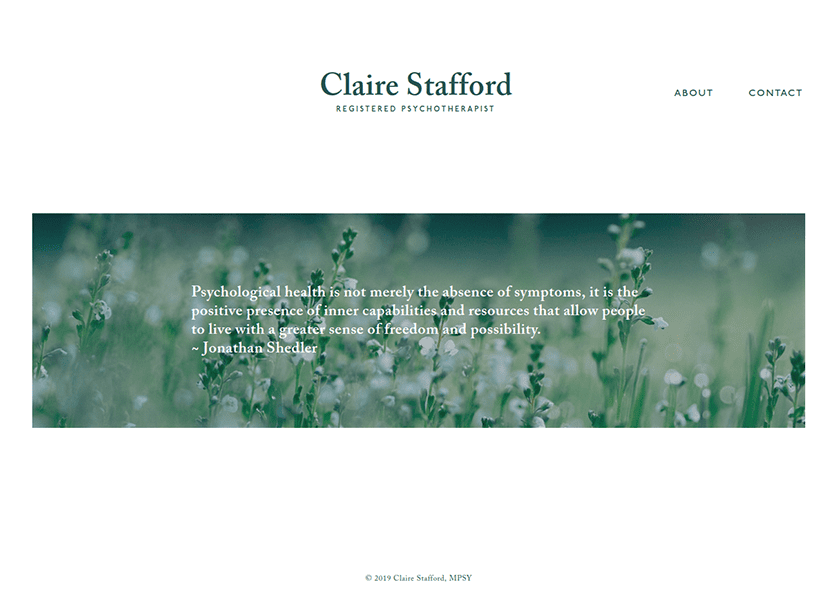 Claire Stafford
REGISTERED PSYCHOTHERAPIST
ABOUT
CONTACT
Psychological health is not merely the absence of symptoms, it is the
positive presence of inner capabilities and resources that allow people
to live with a greater sense of freedom and possibility.
~ Jonathan Shedler
© 2019 Claire Stafford, MPSY